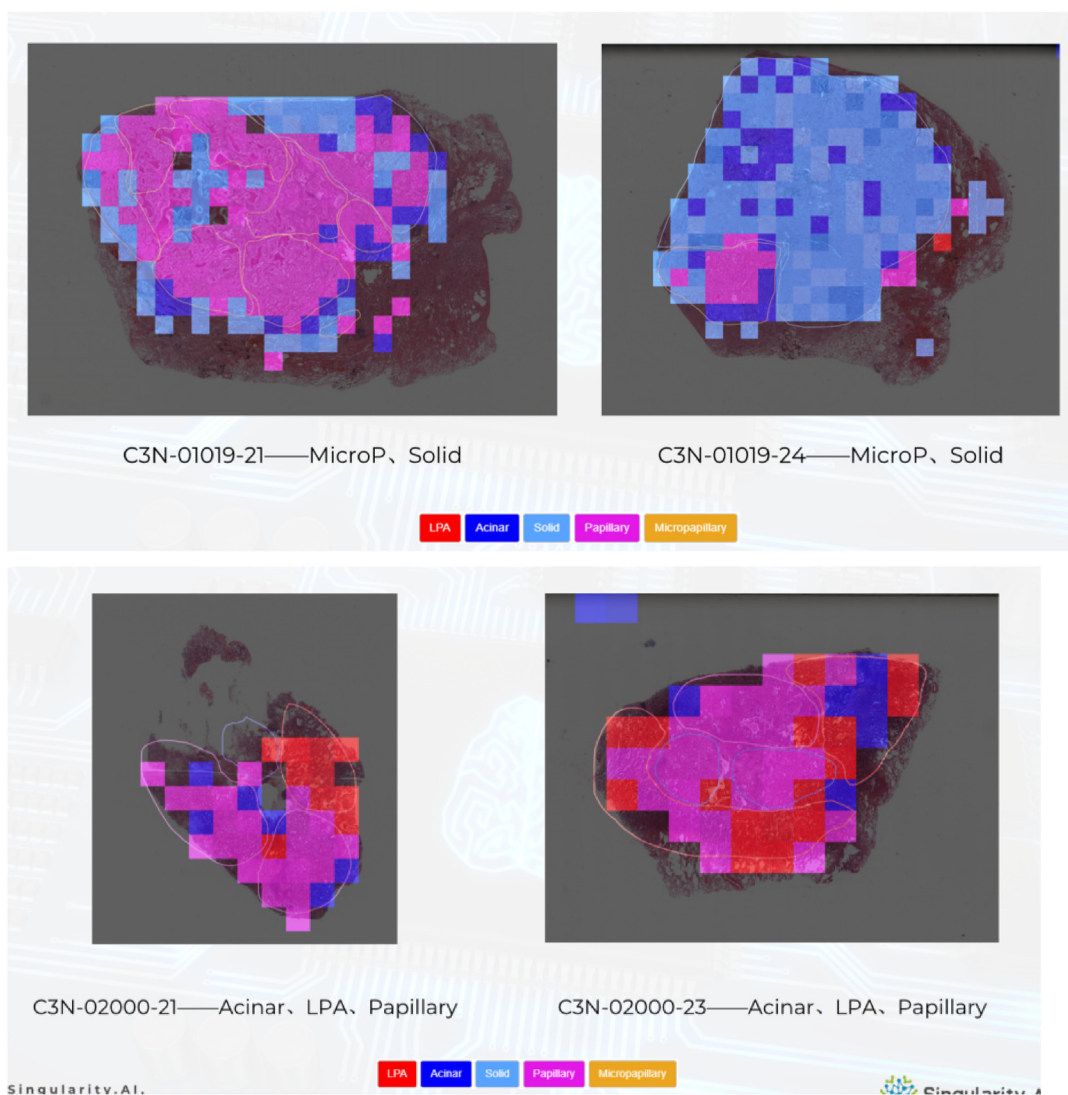 C3N-01019-21——MicroP、Solid
C3N-01019-24——MicroP、Solid
LPA
Acinar
Solid
Papillary
Micropapillary
C3N-02000-21——Acinar、LPA、Papillary
C3N-02000-23——Acinar、LPA、Papillary
LPA
Acinar
Solid
Papillary
Micropapillary
Singularity.AI.
Singularity